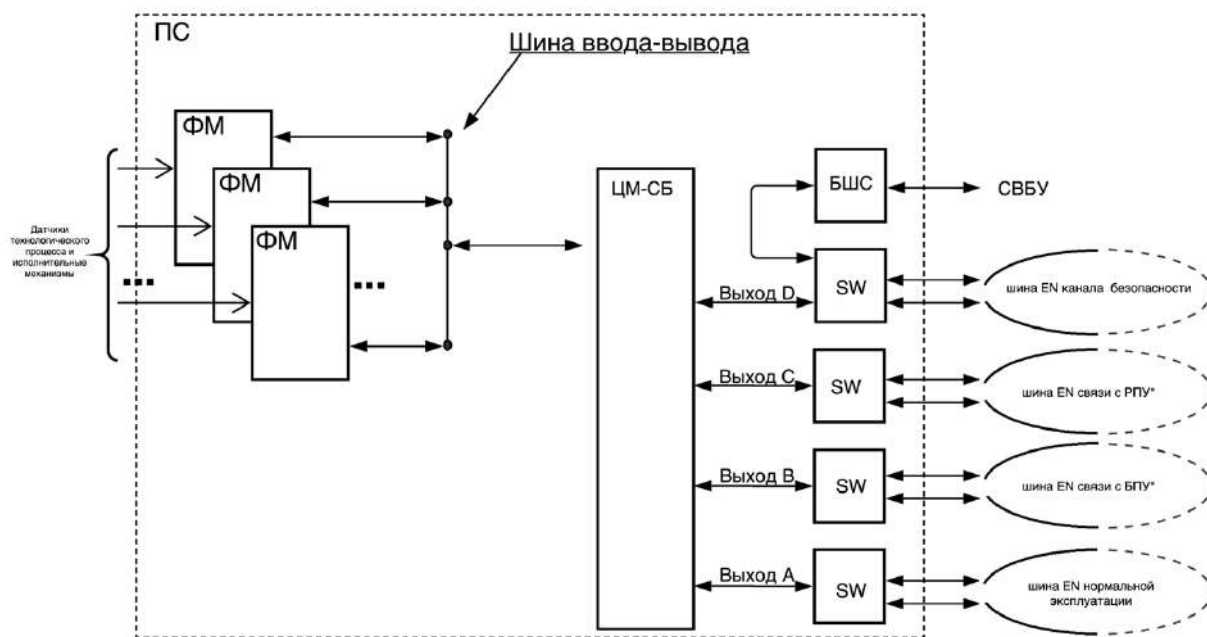 ПС
Шина ввода-вывода
ФМ
ФМ
ФМ
Датчики
технологического
процесса и
исполнительные
механизмы
ЦМ-СБ
БШС
СВБУ
SW
Выход D
шина EN канала безопасности
SW
Выход C
шина EN связи с РПУ*
SW
Выход B
шина EN связи с БПУ*
SW
Выход A
шина EN нормальной
эксплуатации